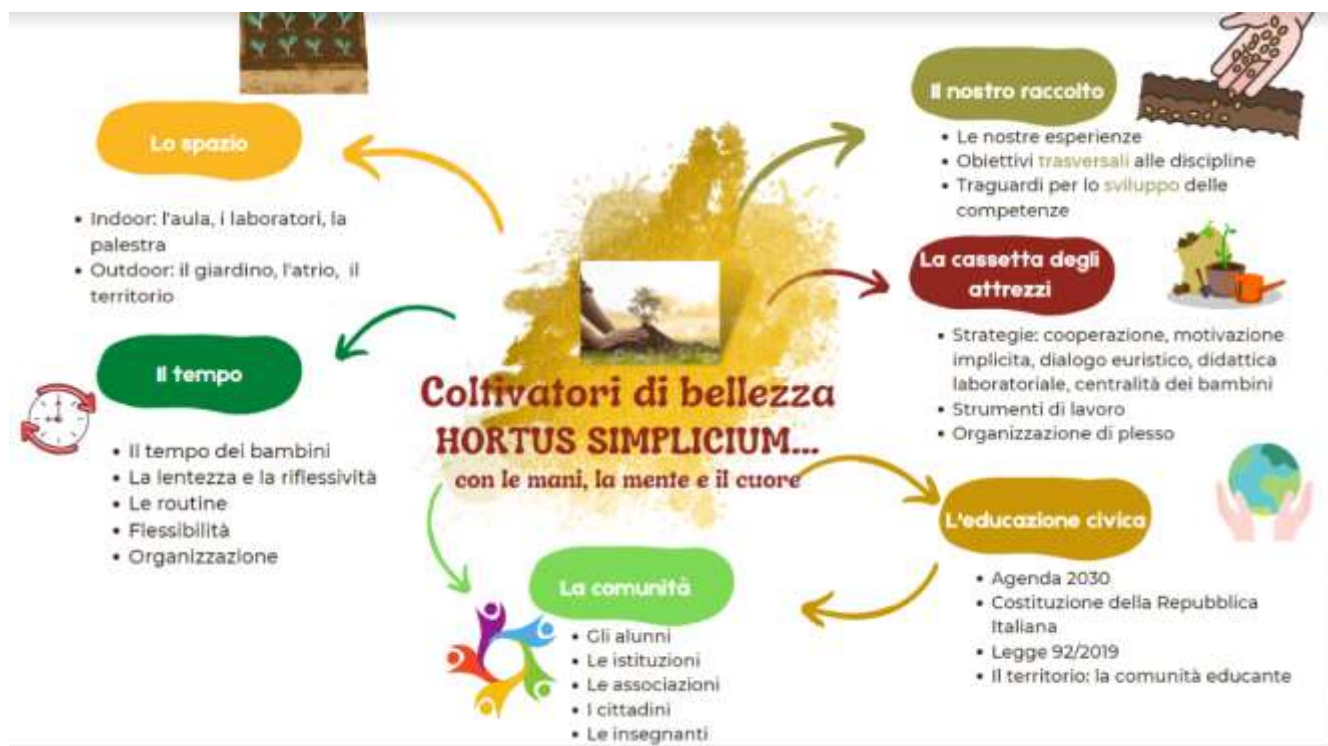 Lo spazio
Indoor: l'aula, i laboratori, la
palestra
Outdoor: il giardino, l'atrio, il
territorio
Il tempo
Il tempo dei bambini
La lentezza e la riflessività
Le routine
Flessibilità
Organizzazione
Coltivatori di bellezza
HORTUS SIMPLICIUM...
con le mani, la mente e il cuore
La comunità
Gli alunni
Le istituzioni
Le associazioni
I cittadini
Le insegnanti
Il nostro raccolto
Le nostre esperienze
Obiettivi trasversali alle discipline
Traguardi per lo sviluppo delle
competenze
La cassetta degli
attrezzi
Strategie: cooperazione, motivazione
implicita, dialogo euristico, didattica
laboratoriale, centralità dei bambini
Strumenti di lavoro
Organizzazione di plesso
L'educazione civica
Agenda 2030
Costituzione della Repubblica
Italiana
Legge 92/2019
Il territorio: la comunità educante